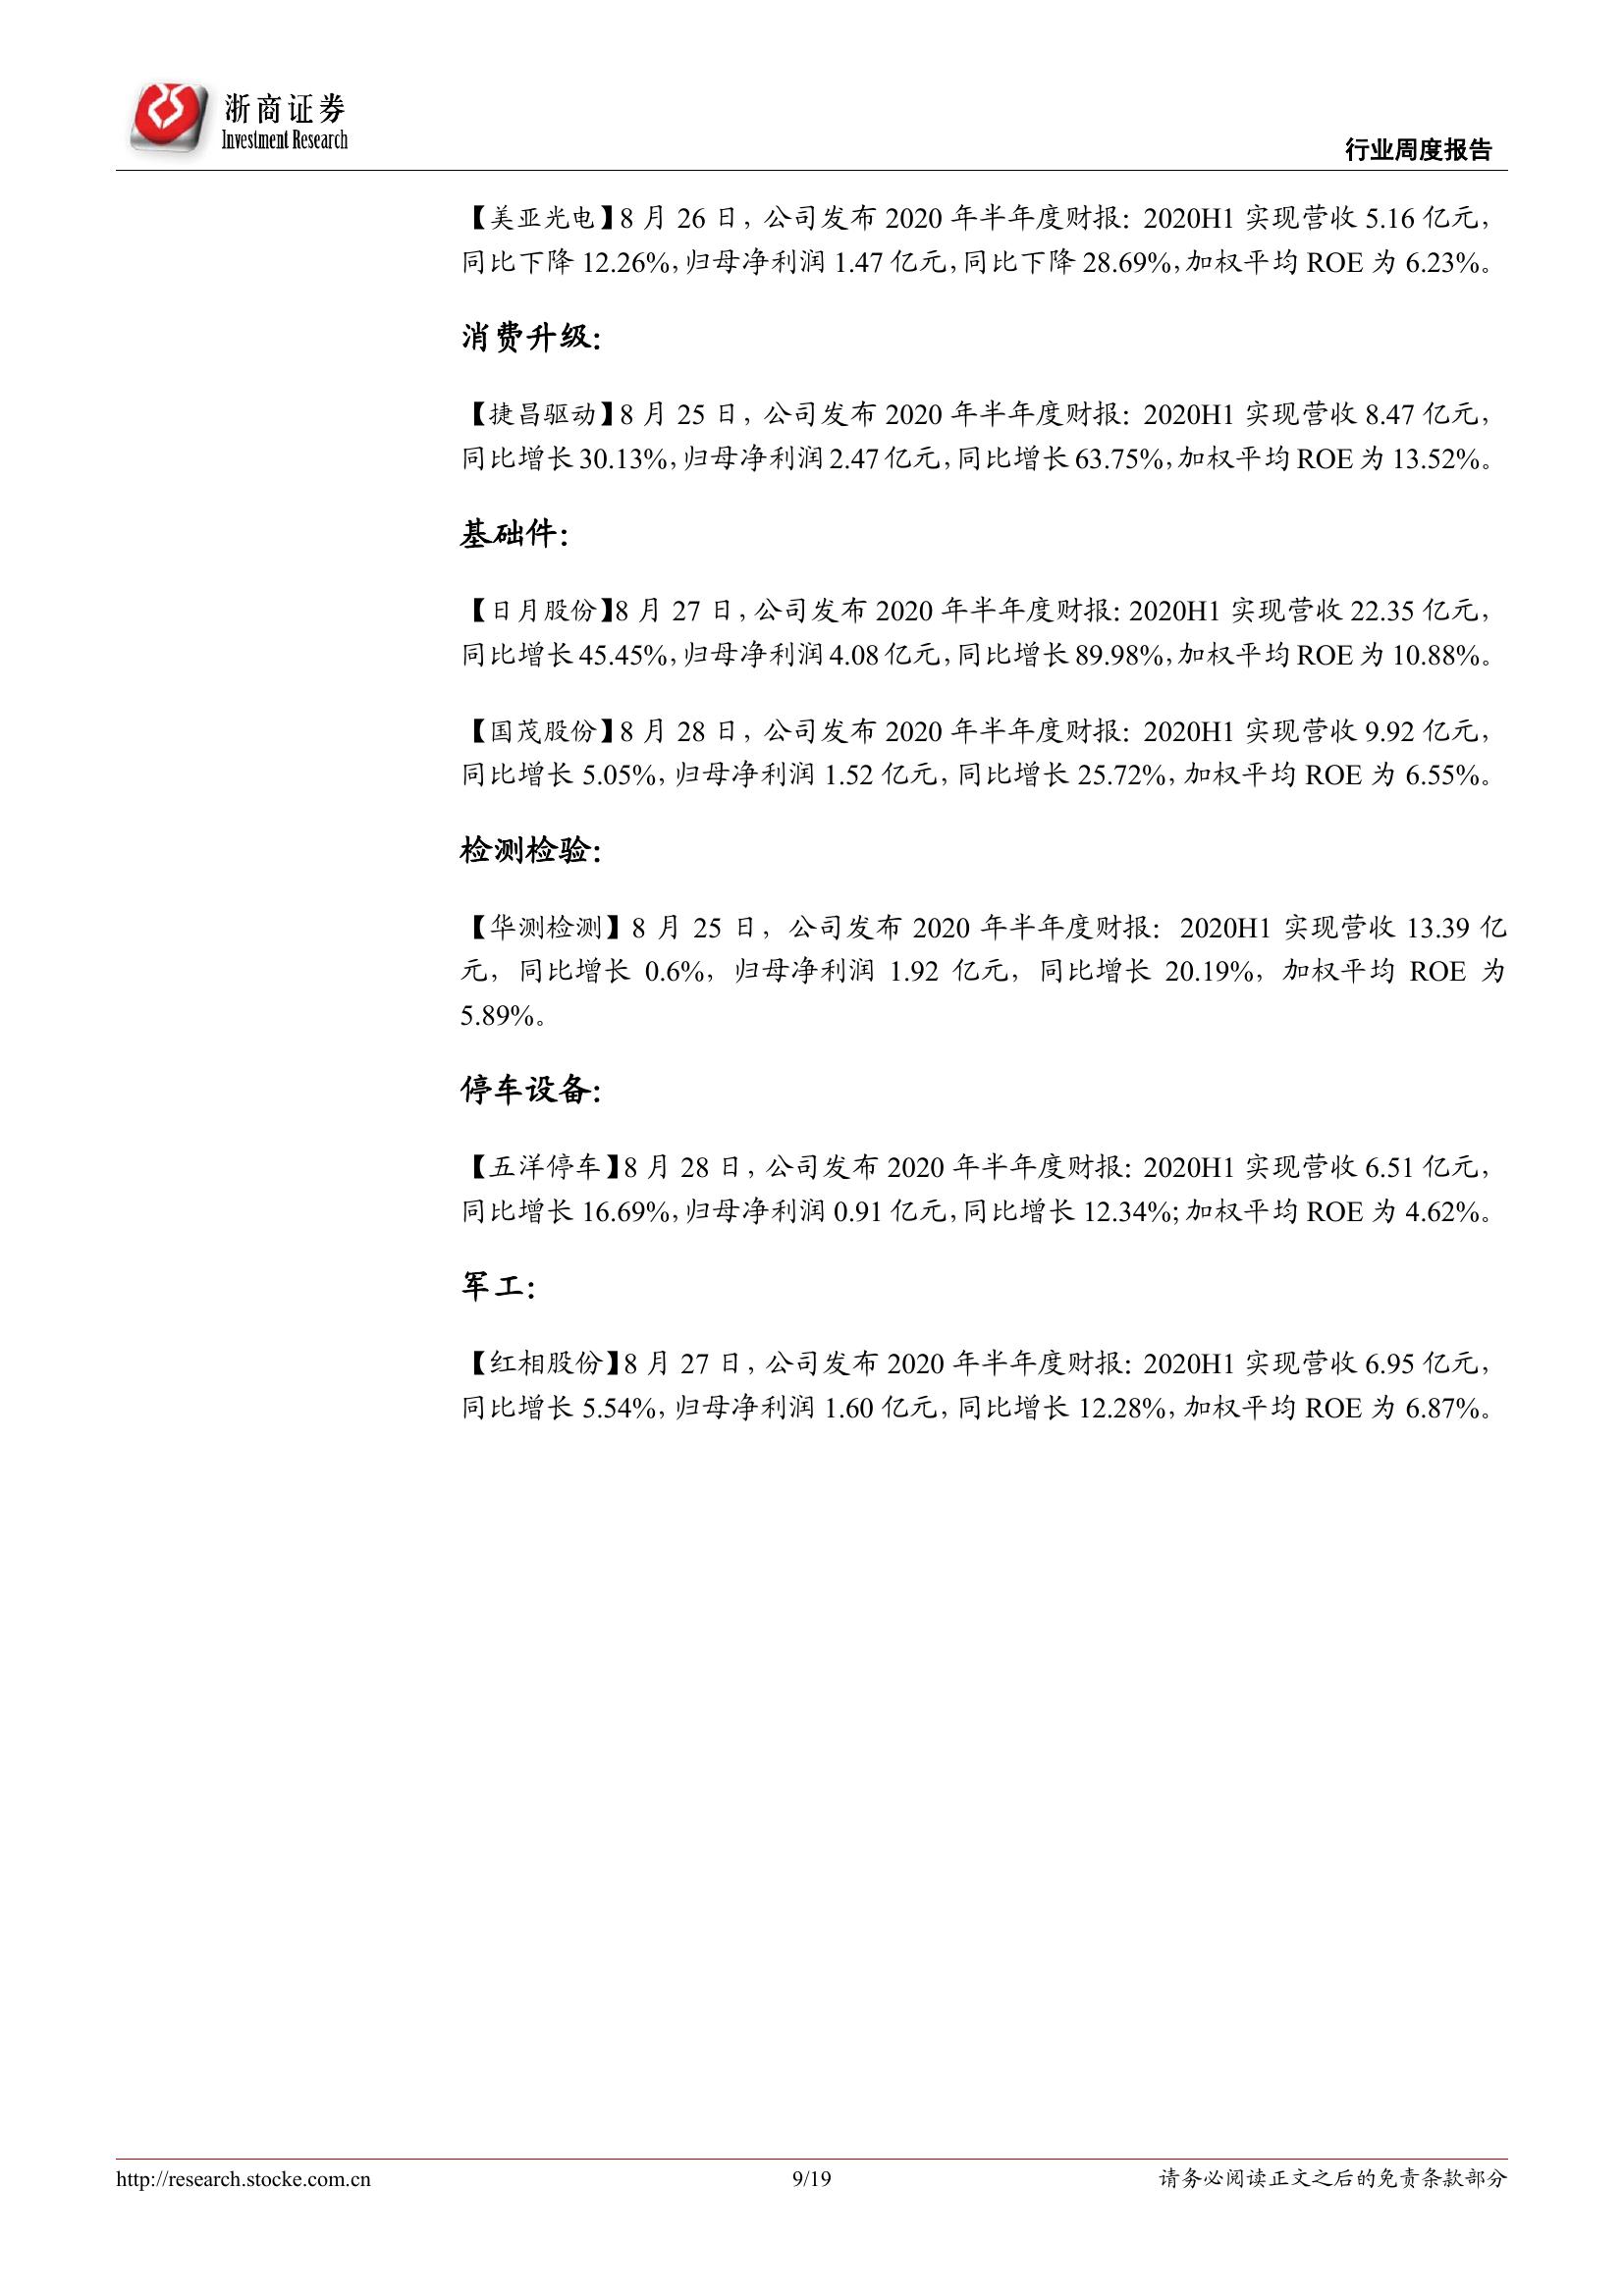 浙商证券
Investment Research
行业周度报告
【美亚光电】8 月 26 日，公司发布 2020 年半年度财报：2020H1 实现营收 5.16 亿元，
同比下降 12.26%，归母净利润 1.47 亿元，同比下降 28.69%，加权平均 ROE 为 6.23%。
消费升级：
【捷昌驱动】8 月 25 日，公司发布 2020 年半年度财报：2020H1 实现营收 8.47 亿元，
同比增长 30.13%，归母净利润 2.47 亿元，同比增长 63.75%，加权平均 ROE 为 13.52%。
基础件：
【日月股份】8 月 27 日，公司发布 2020 年半年度财报：2020H1 实现营收 22.35 亿元，
同比增长 45.45%，归母净利润 4.08 亿元，同比增长 89.98%，加权平均 ROE 为 10.88%。
【国茂股份】8 月 28 日，公司发布 2020 年半年度财报：2020H1 实现营收 9.92 亿元，
同比增长 5.05%，归母净利润 1.52 亿元，同比增长 25.72%，加权平均 ROE 为 6.55%。
检测检验：
【华测检测】8 月 25 日，公司发布 2020 年半年度财报：2020H1 实现营收 13.39 亿
元，同比增长 0.6%，归母净利润 1.92 亿元，同比增长 20.19%，加权平均 ROE 为
5.89%。
停车设备：
【五洋停车】8 月 28 日，公司发布 2020 年半年度财报：2020H1 实现营收 6.51 亿元，
同比增长 16.69%，归母净利润 0.91 亿元，同比增长 12.34%；加权平均 ROE 为 4.62%。
军工：
【红相股份】8 月 27 日，公司发布 2020 年半年度财报：2020H1 实现营收 6.95 亿元，
同比增长 5.54%，归母净利润 1.60 亿元，同比增长 12.28%，加权平均 ROE 为 6.87%。
http://research.stocke.com.cn
9/19
请务必阅读正文之后的免责条款部分